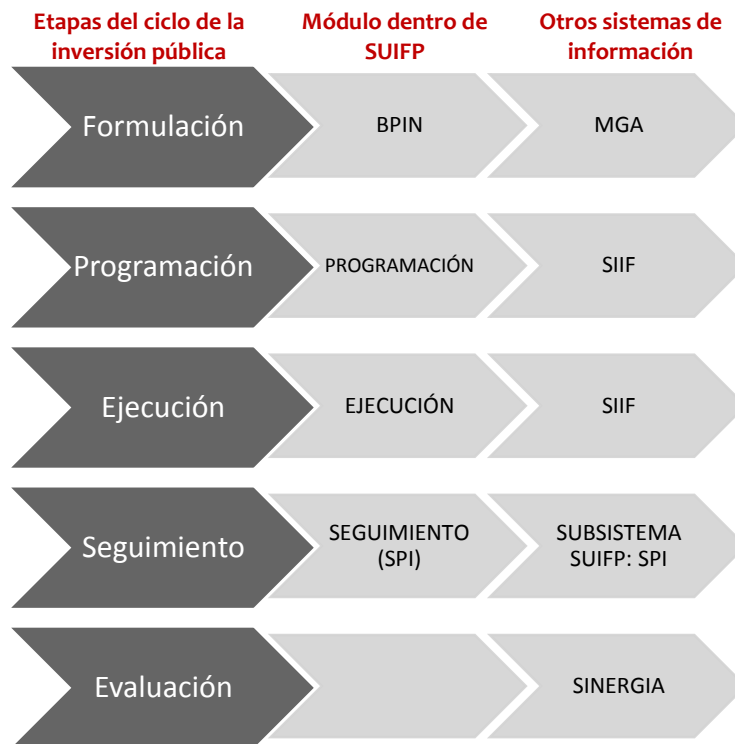 Etapas del ciclo de la
inversión pública
Módulo dentro de
SUIFP
Otros sistemas de
información
Formulación
BPIN
MGA
Programación
PROGRAMACIÓN
SIIF
Ejecución
EJECUCIÓN
SIIF
Seguimiento
SEGUIMIENTO
(SPI)
SUBSISTEMA
SUIFP: SPI
Evaluación
SINERGIA